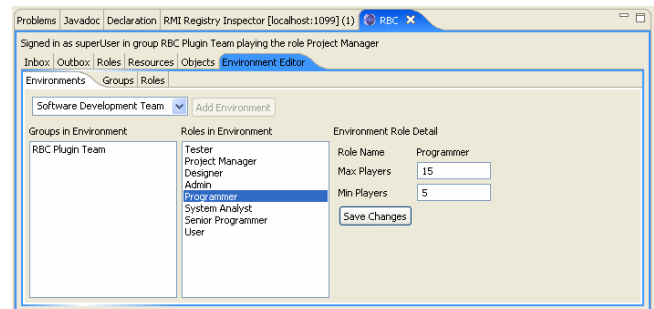 Problems Javadoc Declaration RMI Registry Inspector [localhost:1099] (1) RBC
Signed in as superUser in group RBC Plugin Team playing the role Project Manager
Inbox Outbox Roles Resources Objects Environment Editor
Environments Groups Roles
Software Development Team Add Environment
Groups in Environment Roles in Environment Environment Role Detail
RBC Plugin Team
Tester
Project Manager
Designer
Admin
Programmer
System Analyst
Senior Programmer
User
Role Name Programmer
Max Players 15
Min Players 5
Save Changes